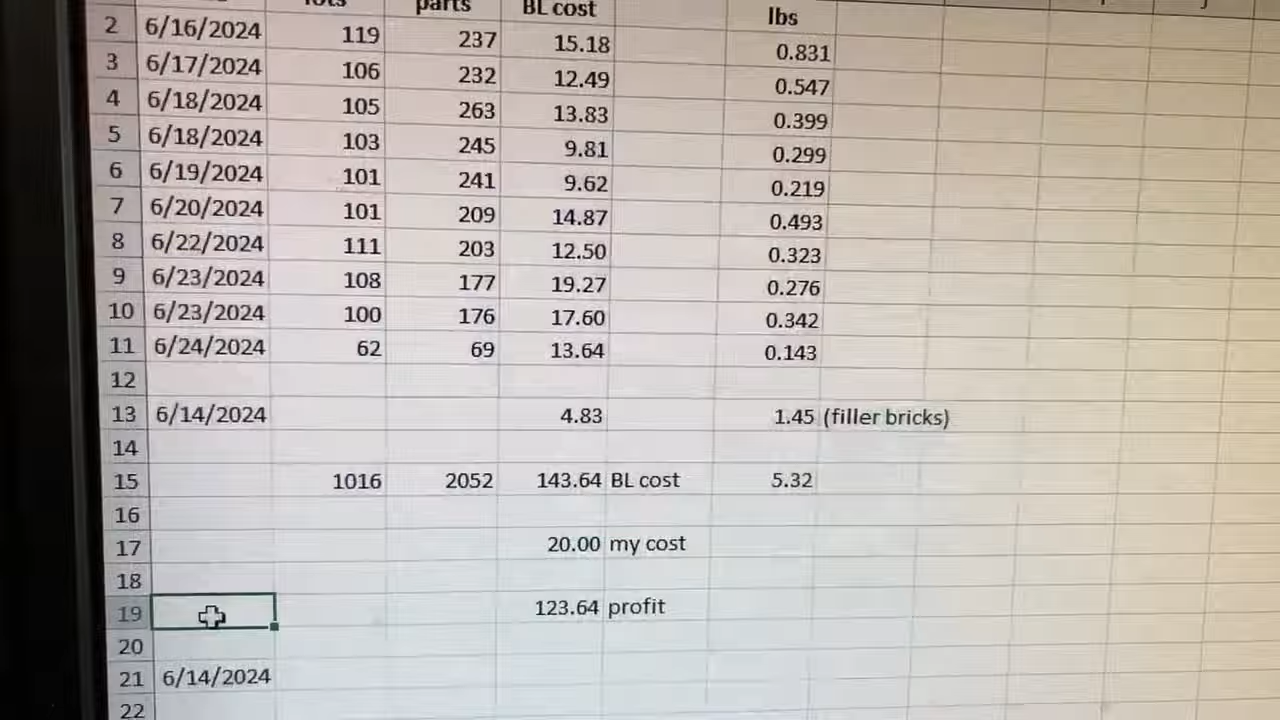 lots parts BL cost lbs
2 6/16/2024 119 237 15.18 0.831
3 6/17/2024 106 232 12.49 0.547
4 6/18/2024 105 263 13.83 0.399
5 6/18/2024 103 245 9.81 0.299
6 6/19/2024 101 241 9.62 0.219
7 6/20/2024 101 209 14.87 0.493
8 6/22/2024 111 203 12.50 0.323
9 6/23/2024 108 177 19.27 0.276
10 6/23/2024 100 176 17.60 0.342
11 6/24/2024 62 69 13.64 0.143
12
13 6/14/2024 4.83 1.45 (filler bricks)
14
15 1016 2052 143.64 BL cost 5.32
16
17 20.00 my cost
18
19 123.64 profit
20
21 6/14/2024
22